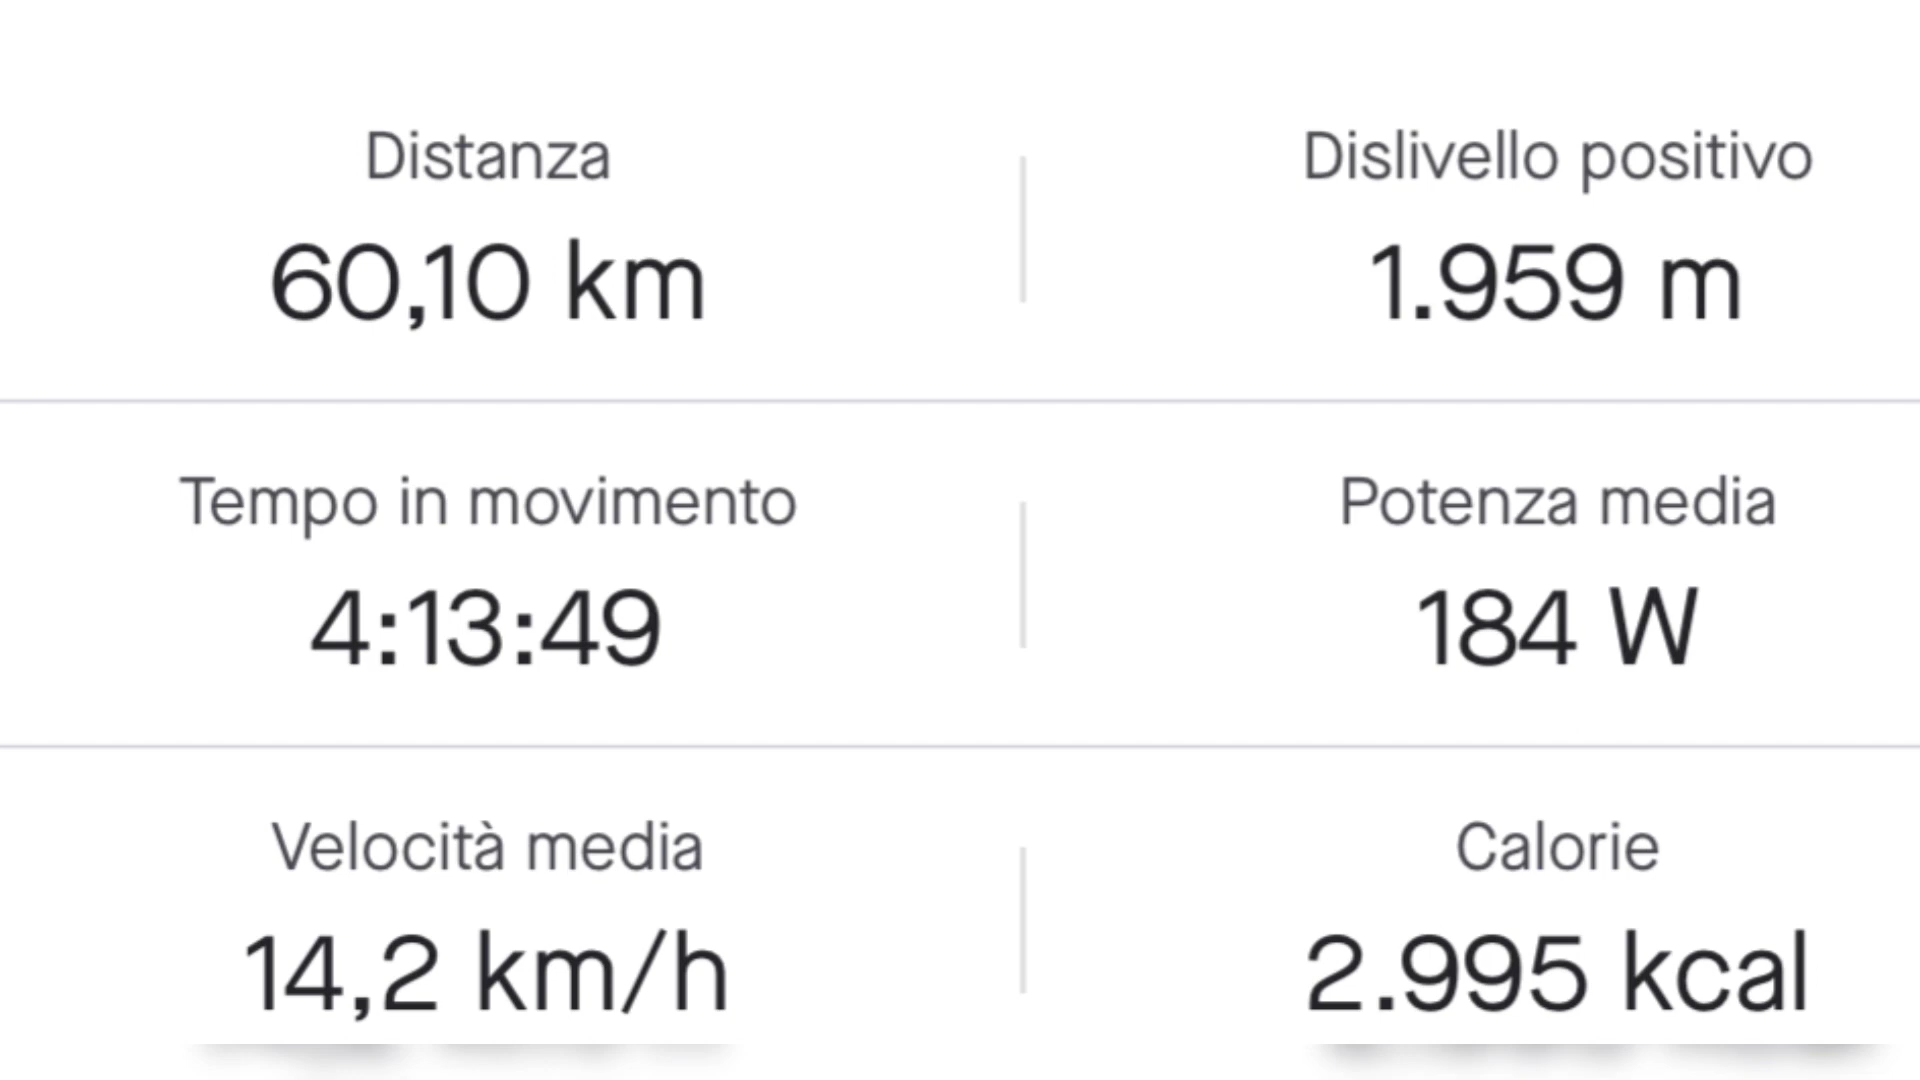 Distanza
60,10 km
Dislivello positivo
1.959 m
Tempo in movimento
4:13:49
Potenza media
184 W
Velocità media
14,2 km/h
Calorie
2.995 kcal